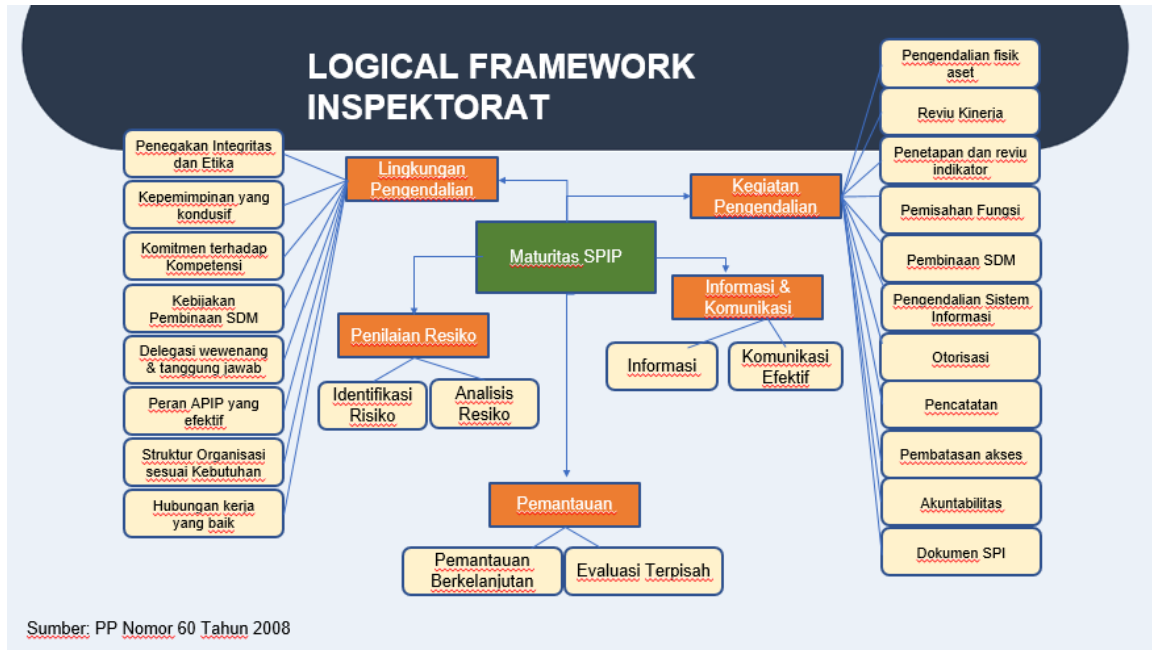 LOGICAL FRAMEWORK
INSPEKTORAT
Penegakan Integritas
dan Etika
Kepemimpinan yang
kondusif
Komitmen terhadap
Kompetensi
Kebijakan
Pembinaan SDM
Delegasi wewenang
& tanggung jawab
Peran APIP yang
efektif
Struktur Organisasi
sesuai Kebutuhan
Hubungan kerja
yang baik
Lingkungan
Pengendalian
Maturitas SPIP
Penilaian Resiko
Identifikasi
Risiko
Analisis
Resiko
Kegiatan
Pengendalian
Informasi &
Komunikasi
Informasi
Komunikasi
Efektif
Pemantauan
Pemantauan
Berkelanjutan
Evaluasi Terpisah
Pengendalian fisik
aset
Reviu Kinerja
Penetapan dan reviu
indikator
Pemisahan Fungsi
Pembinaan SDM
Pengendalian Sistem
Informasi
Otorisasi
Pencatatan
Pembatasan akses
Akuntabilitas
Dokumen SPI
Sumber: PP Nomor 60 Tahun 2008